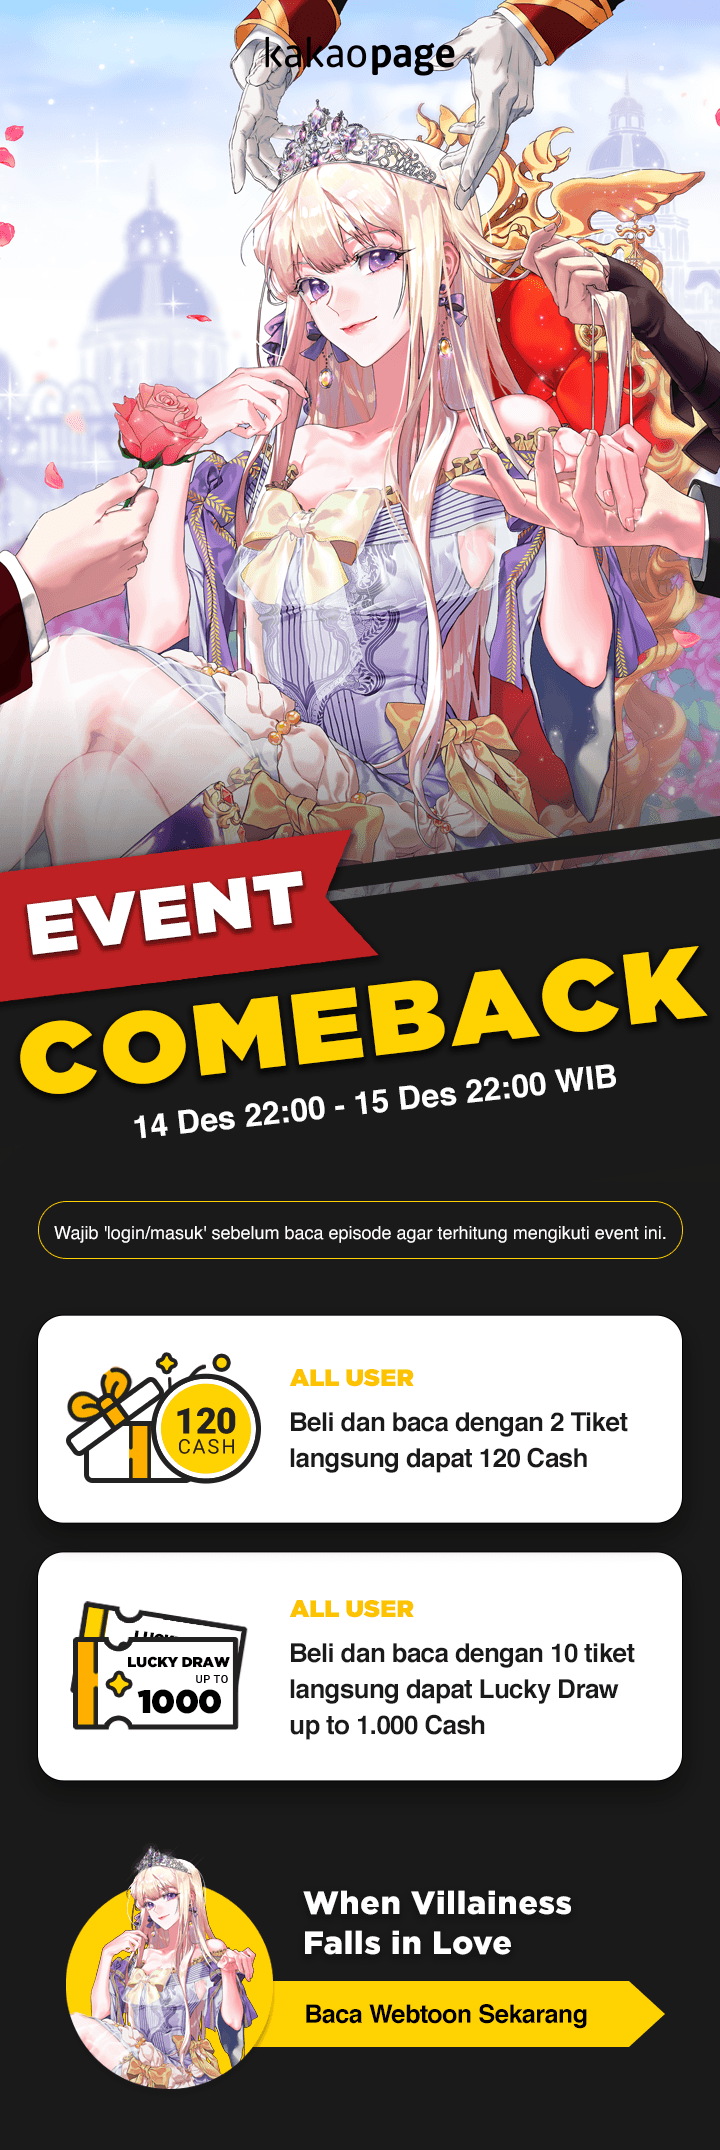 kakaopage
EVENT
COMEBACK
14 Des 22:00 - 15 Des 22:00 WIB
Wajib 'login/masuk' sebelum baca episode agar terhitung mengikuti event ini.
120
CASH
ALL USER
Beli dan baca dengan 2 Tiket
langsung dapat 120 Cash
LUCKY DRAW
UP TO
1000
ALL USER
Beli dan baca dengan 10 tiket
langsung dapat Lucky Draw
up to 1.000 Cash
When Villainess
Falls in Love
Baca Webtoon Sekarang